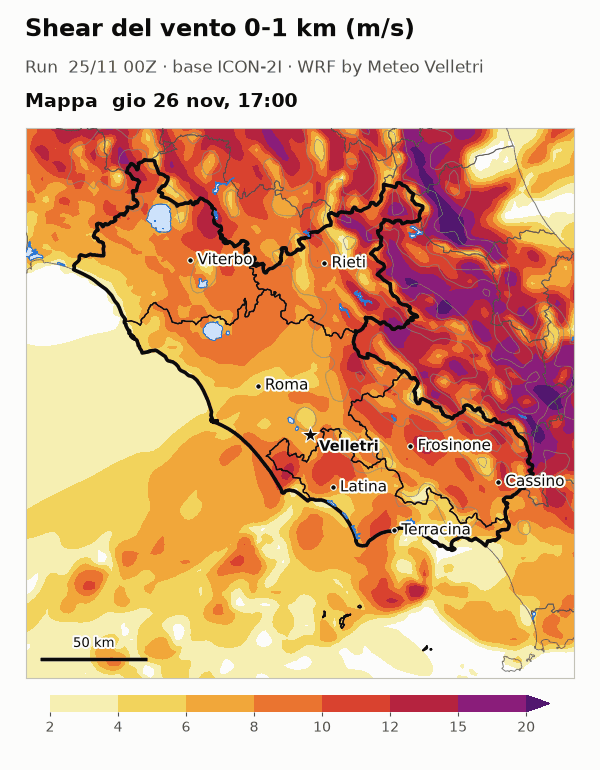 Shear del vento 0-1 km (m/s)
Run  25/11 00Z · base ICON-2I · WRF by Meteo Velletri
Mappa  gio 26 nov, 17:00
Viterbo
Rieti
Roma
Velletri
Frosinone
Cassino
Latina
Terracina
50 km
2 4 6 8 10 12 15 20